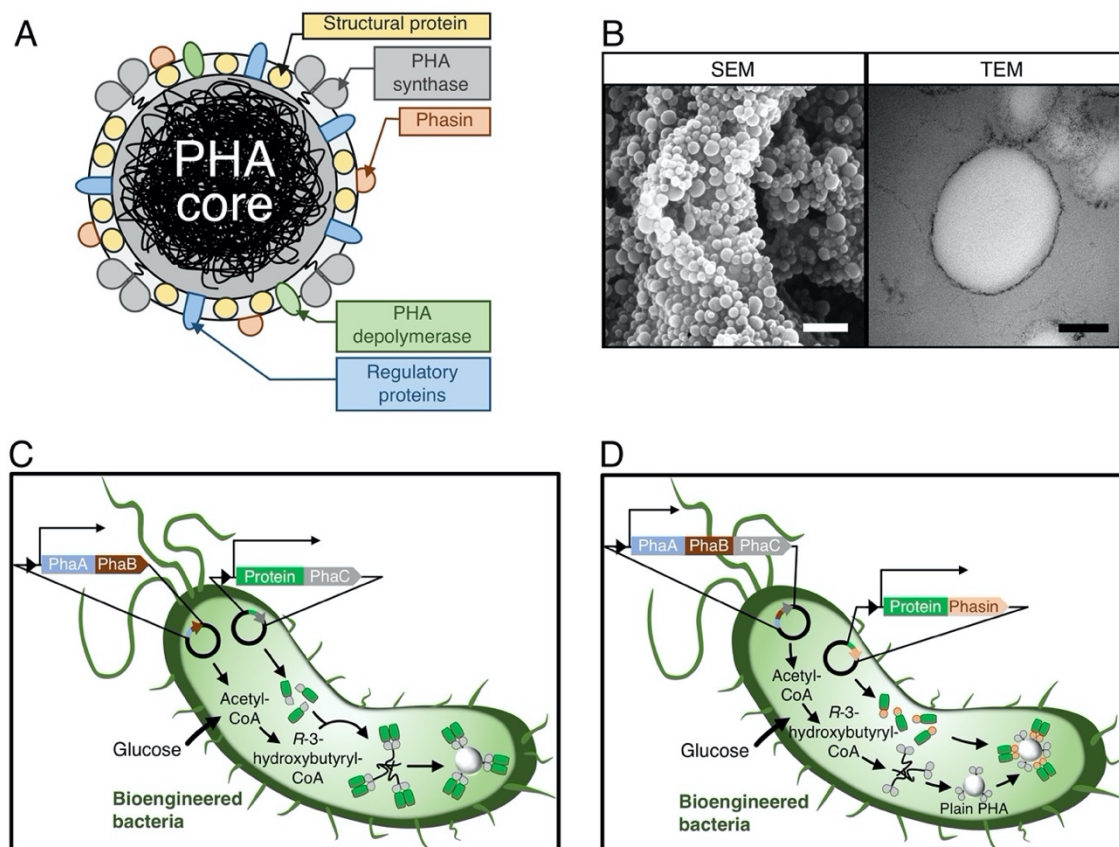 A
Structural protein
PHA
synthase
Phasin
PHA
core
PHA
depolymerase
Regulatory
proteins
B
SEM
TEM
C
PhaA PhaB
Protein PhaC
Acetyl-
CoA
Glucose
R-3-
hydroxybutyryl-
CoA
Bioengineered
bacteria
D
PhaA PhaB PhaC
Protein Phasin
Acetyl-
CoA
R-3-
hydroxybutyryl-
CoA
Glucose
Plain PHA
Bioengineered
bacteria